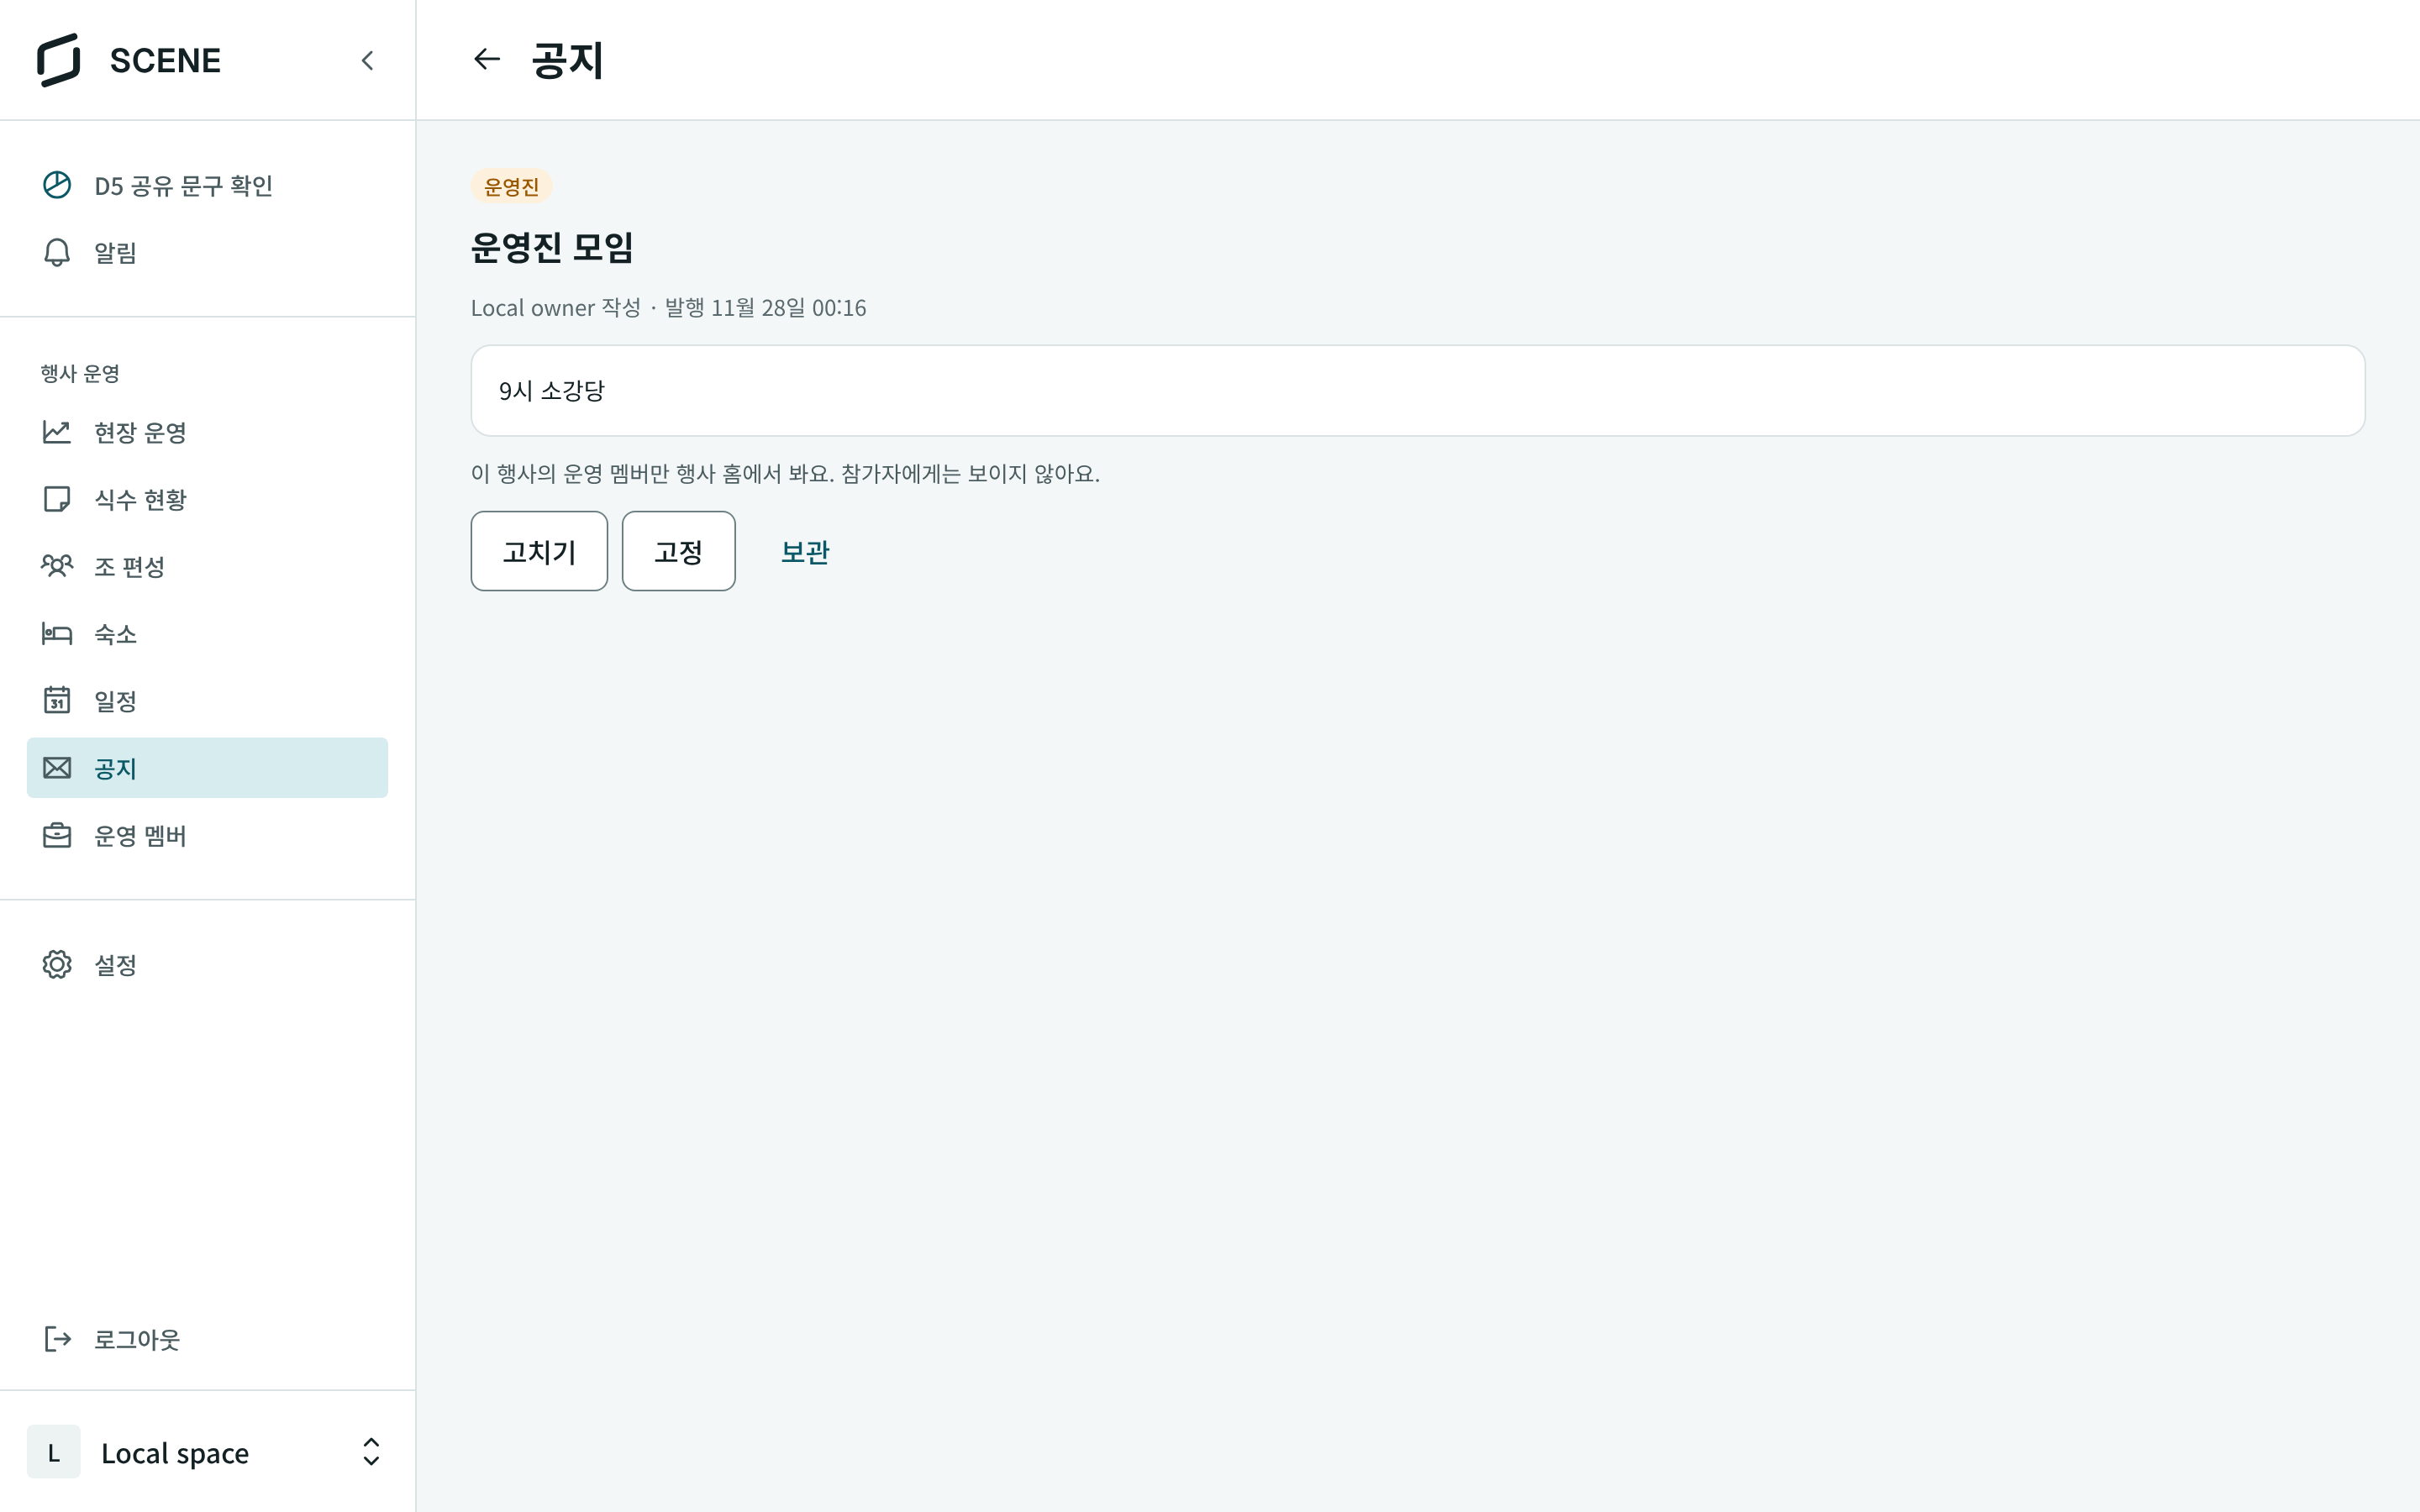 SCENE
D5 공유 문구 확인
알림
행사 운영
현장 운영
식수 현황
조 편성
숙소
31
일정
공지
운영 멤버
설정
로그아웃
L
Local space
공지
운영진
운영진 모임
Local owner 작성 · 발행 11월 28일 00:16
9시 소강당
이 행사의 운영 멤버만 행사 홈에서 봐요. 참가자에게는 보이지 않아요.
고치기
고정
보관